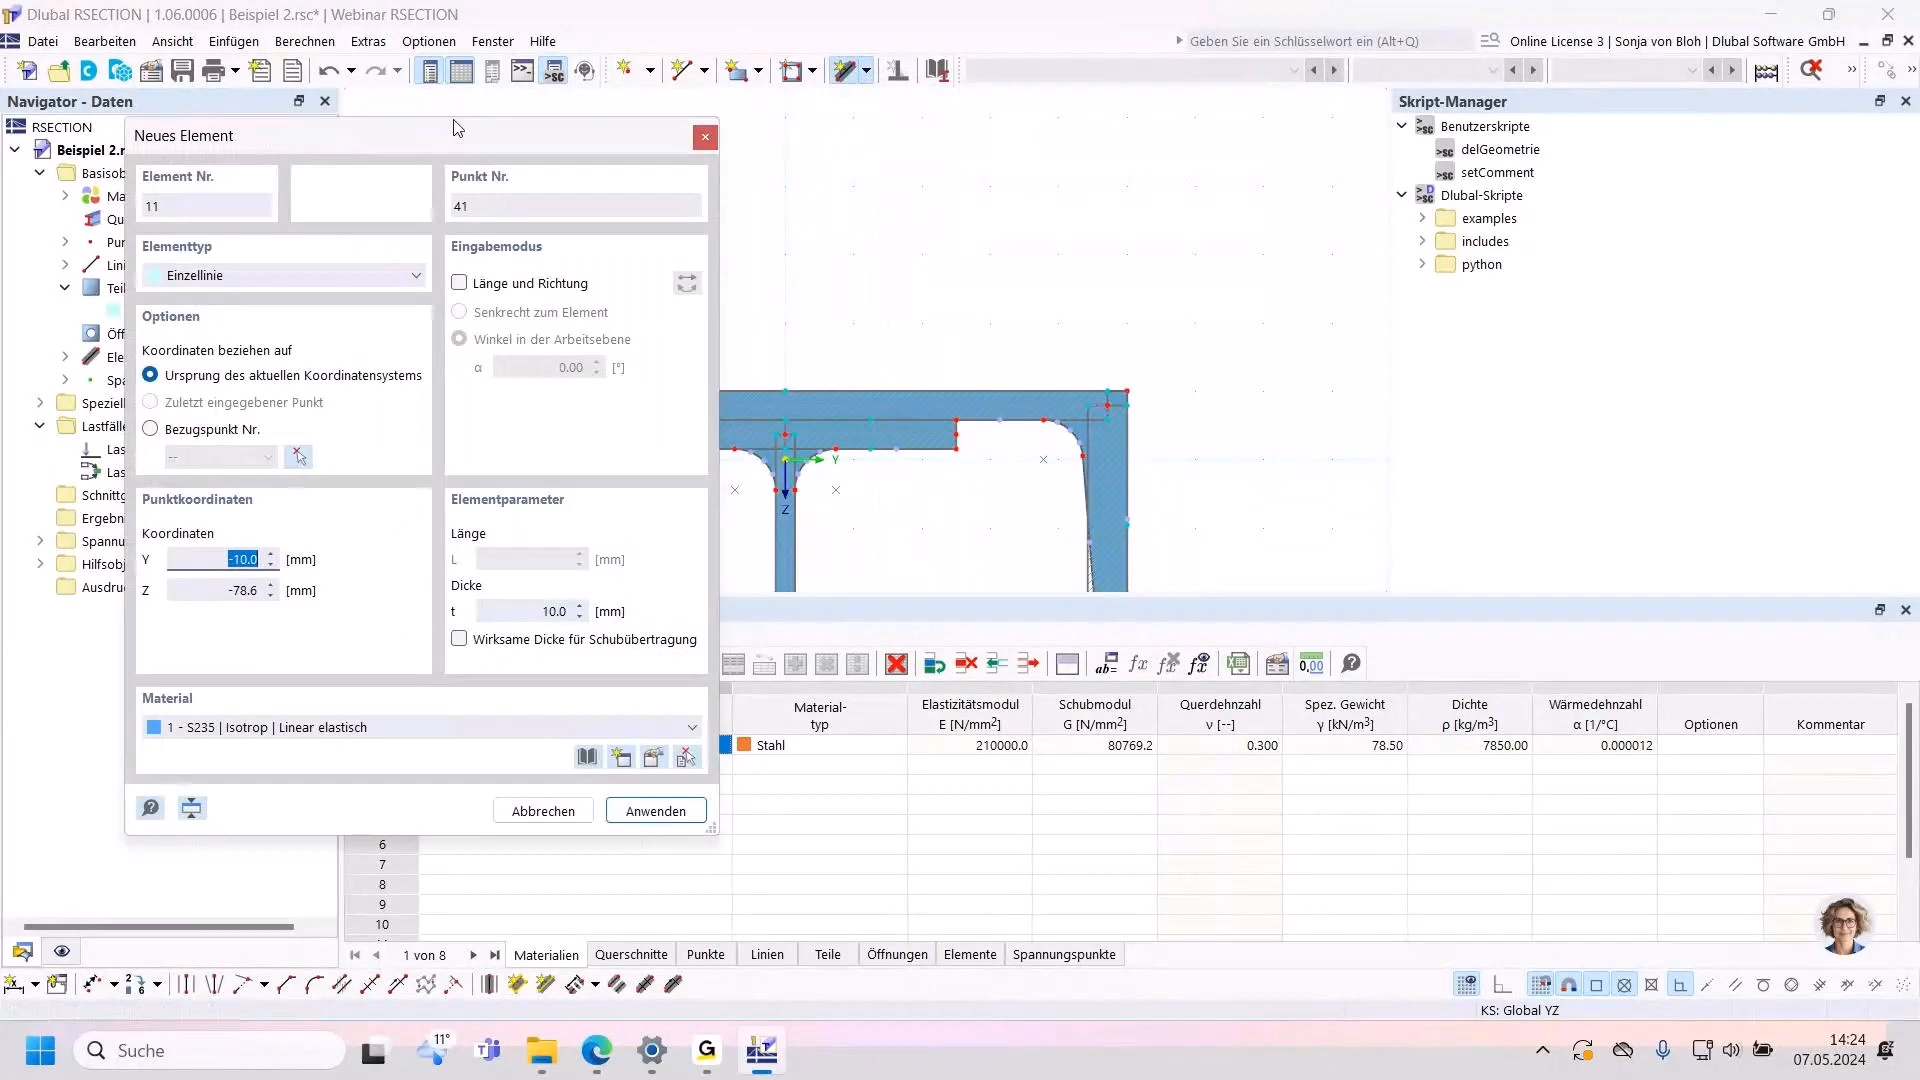 Dlubal RSECTION | 1.06.0006 | Beispiel 2.rsc* | Webinar RSECTION
Datei Bearbeiten Ansicht Einfügen Berechnen Extras Optionen Fenster Hilfe
Geben Sie ein Schlüsselwort ein (Alt+Q)
Online License 3 | Sonja von Bloh | Dlubal Software GmbH
Navigator - Daten
RSECTION
Beispiel 2.r
Basisob
Ma
Qu
Pun
Lini
Teil
Öff
Ele
Spa
Speziell
Lastfälle
Las
Las
Schnittg
Ergebn
Spannu
Hilfsobj
Ausdru
Neues Element
Element Nr.
11
Punkt Nr.
41
Elementtyp
Einzellinie
Eingabemodus
Länge und Richtung
Senkrecht zum Element
Winkel in der Arbeitsebene
α 0.00 [°]
Optionen
Koordinaten beziehen auf
Ursprung des aktuellen Koordinatensystems
Zuletzt eingegebener Punkt
Bezugspunkt Nr.
--
Punktkoordinaten
Koordinaten
Y -10.0 [mm]
Z -78.6 [mm]
Elementparameter
Länge
L [mm]
Dicke
t 10.0 [mm]
Wirksame Dicke für Schubübertragung
Material
1 - S235 | Isotrop | Linear elastisch
Abbrechen Anwenden
Y
Z
Skript-Manager
Benutzerskripte
delGeometrie
setComment
Dlubal-Skripte
examples
includes
python
Material-
typ
Elastizitätsmodul
E [N/mm²]
Schubmodul
G [N/mm²]
Querdehnzahl
ν [--]
Spez. Gewicht
γ [kN/m³]
Dichte
ρ [kg/m³]
Wärmedehnzahl
α [1/°C]
Optionen
Kommentar
Stahl 210000.0 80769.2 0.300 78.50 7850.00 0.000012
6
7
8
9
10
1 von 8
Materialien Querschnitte Punkte Linien Teile Öffnungen Elemente Spannungspunkte
KS: Global YZ
Suche
11°
14:24
07.05.2024